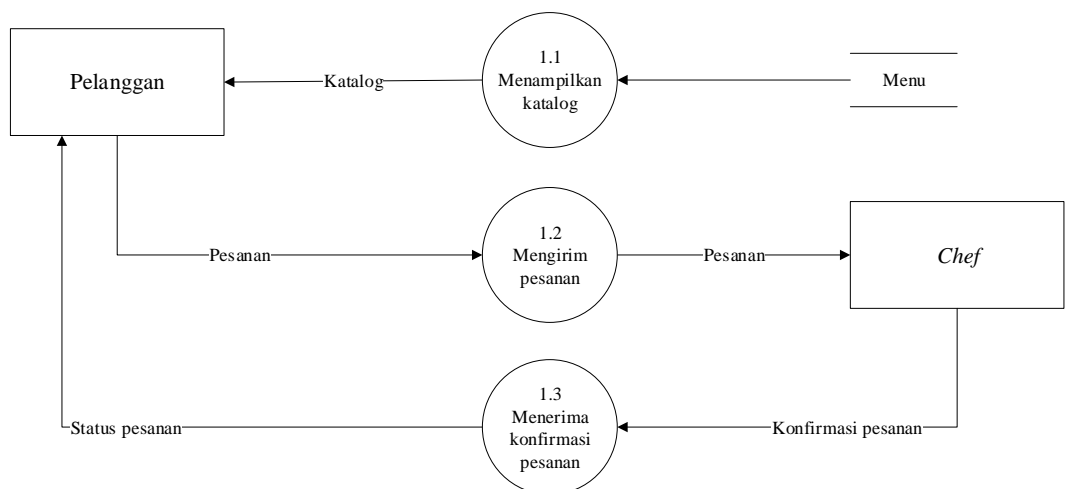 Pelanggan
Katalog
1.1
Menampilkan
katalog
Menu
Pesanan
1.2
Mengirim
pesanan
Pesanan
Chef
Status pesanan
1.3
Menerima
konfirmasi
pesanan
Konfirmasi pesanan